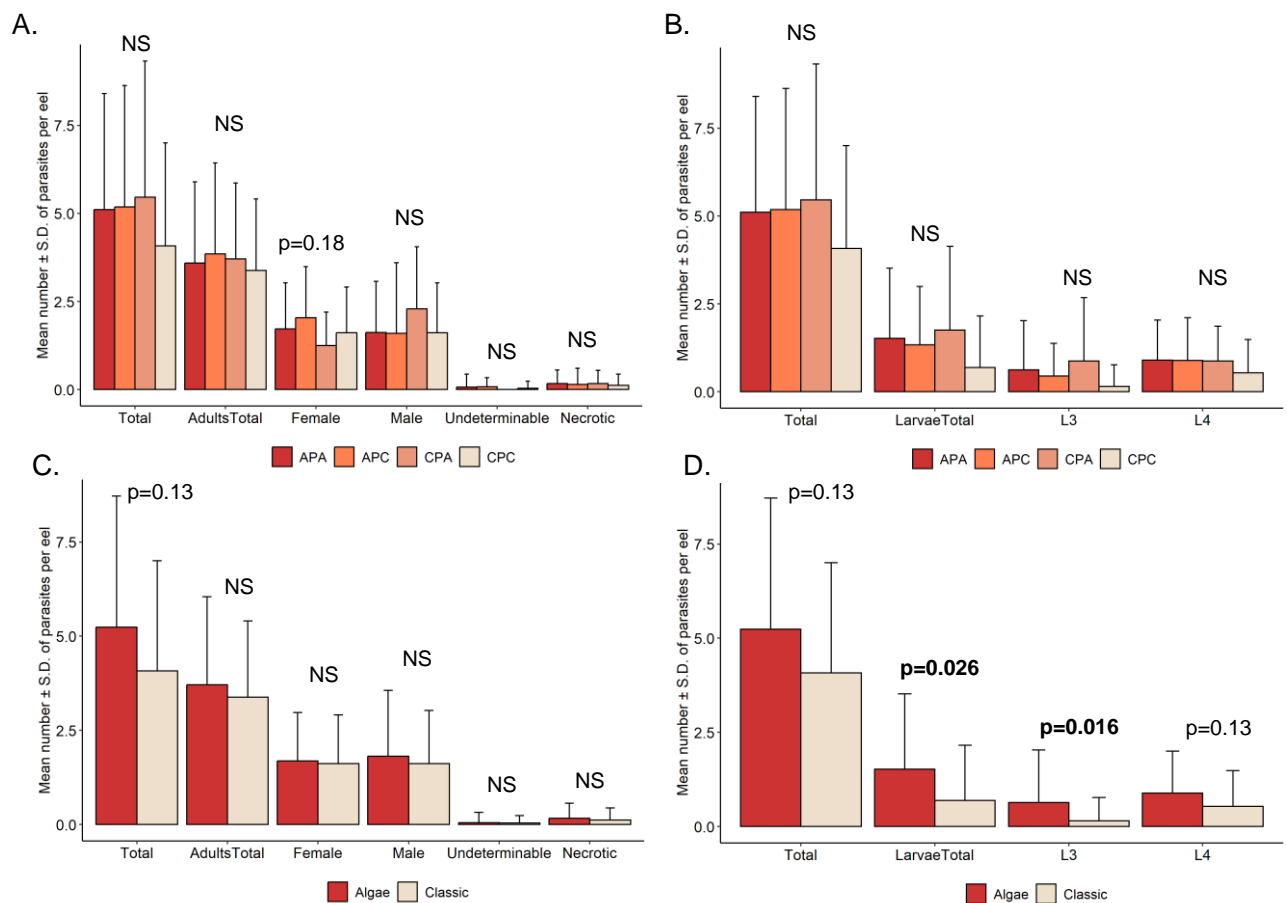 A.
NS
NS
p=0.18
NS
NS
NS
Mean number ± S.D. of parasites per eel
7.5
5.0
2.5
0.0
Total AdultsTotal Female Male Undeterminable Necrotic
APA APC CPA CPC
B.
NS
NS
NS
NS
Mean number ± S.D. of parasites per eel
7.5
5.0
2.5
0.0
Total LarvaeTotal L3 L4
APA APC CPA CPC
C.
p=0.13
NS
NS
NS
NS
NS
Mean number ± S.D. of parasites per eel
7.5
5.0
2.5
0.0
Total AdultsTotal Female Male Undeterminable Necrotic
Algae Classic
D.
p=0.13
p=0.026
p=0.016
p=0.13
Mean number ± S.D. of parasites per eel
7.5
5.0
2.5
0.0
Total LarvaeTotal L3 L4
Algae Classic